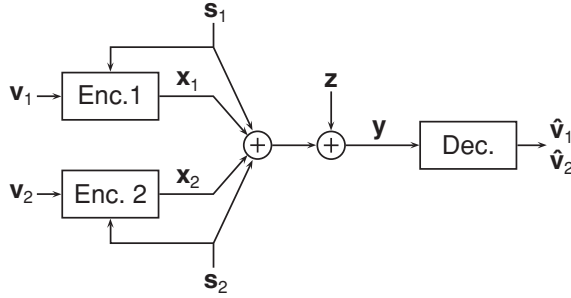 s₁
v₁ Enc.1 x₁
z
+ + y Dec. v̂₁
v̂₂
v₂ Enc. 2 x₂
s₂